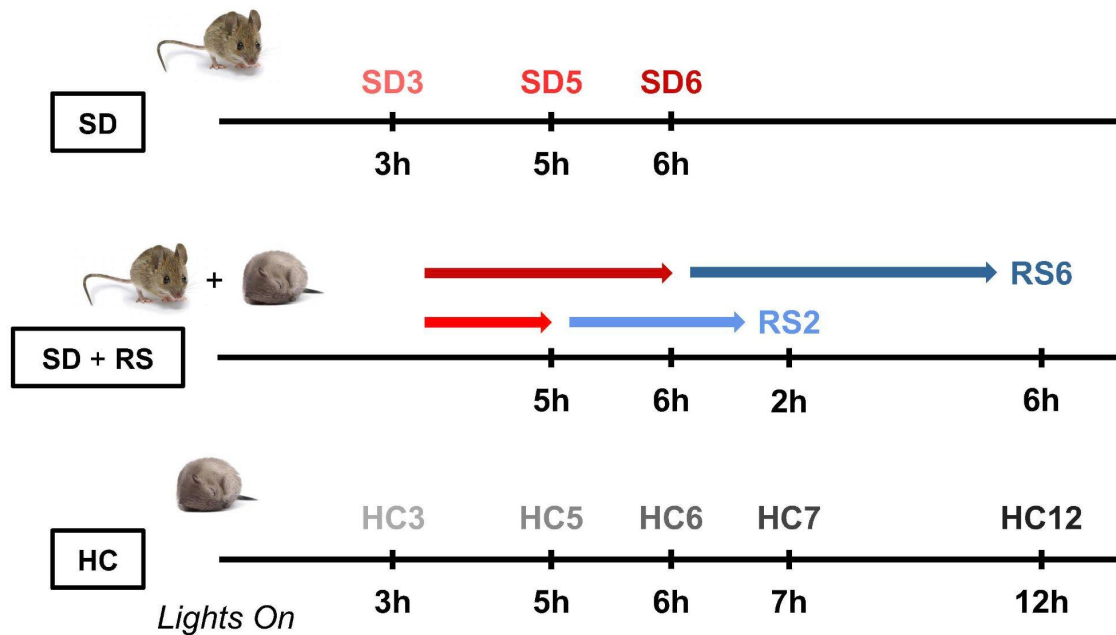 SD3 SD5 SD6
SD
3h 5h 6h
+
RS6
RS2
SD + RS
5h 6h 2h 6h
HC3 HC5 HC6 HC7 HC12
HC
3h 5h 6h 7h 12h
Lights On